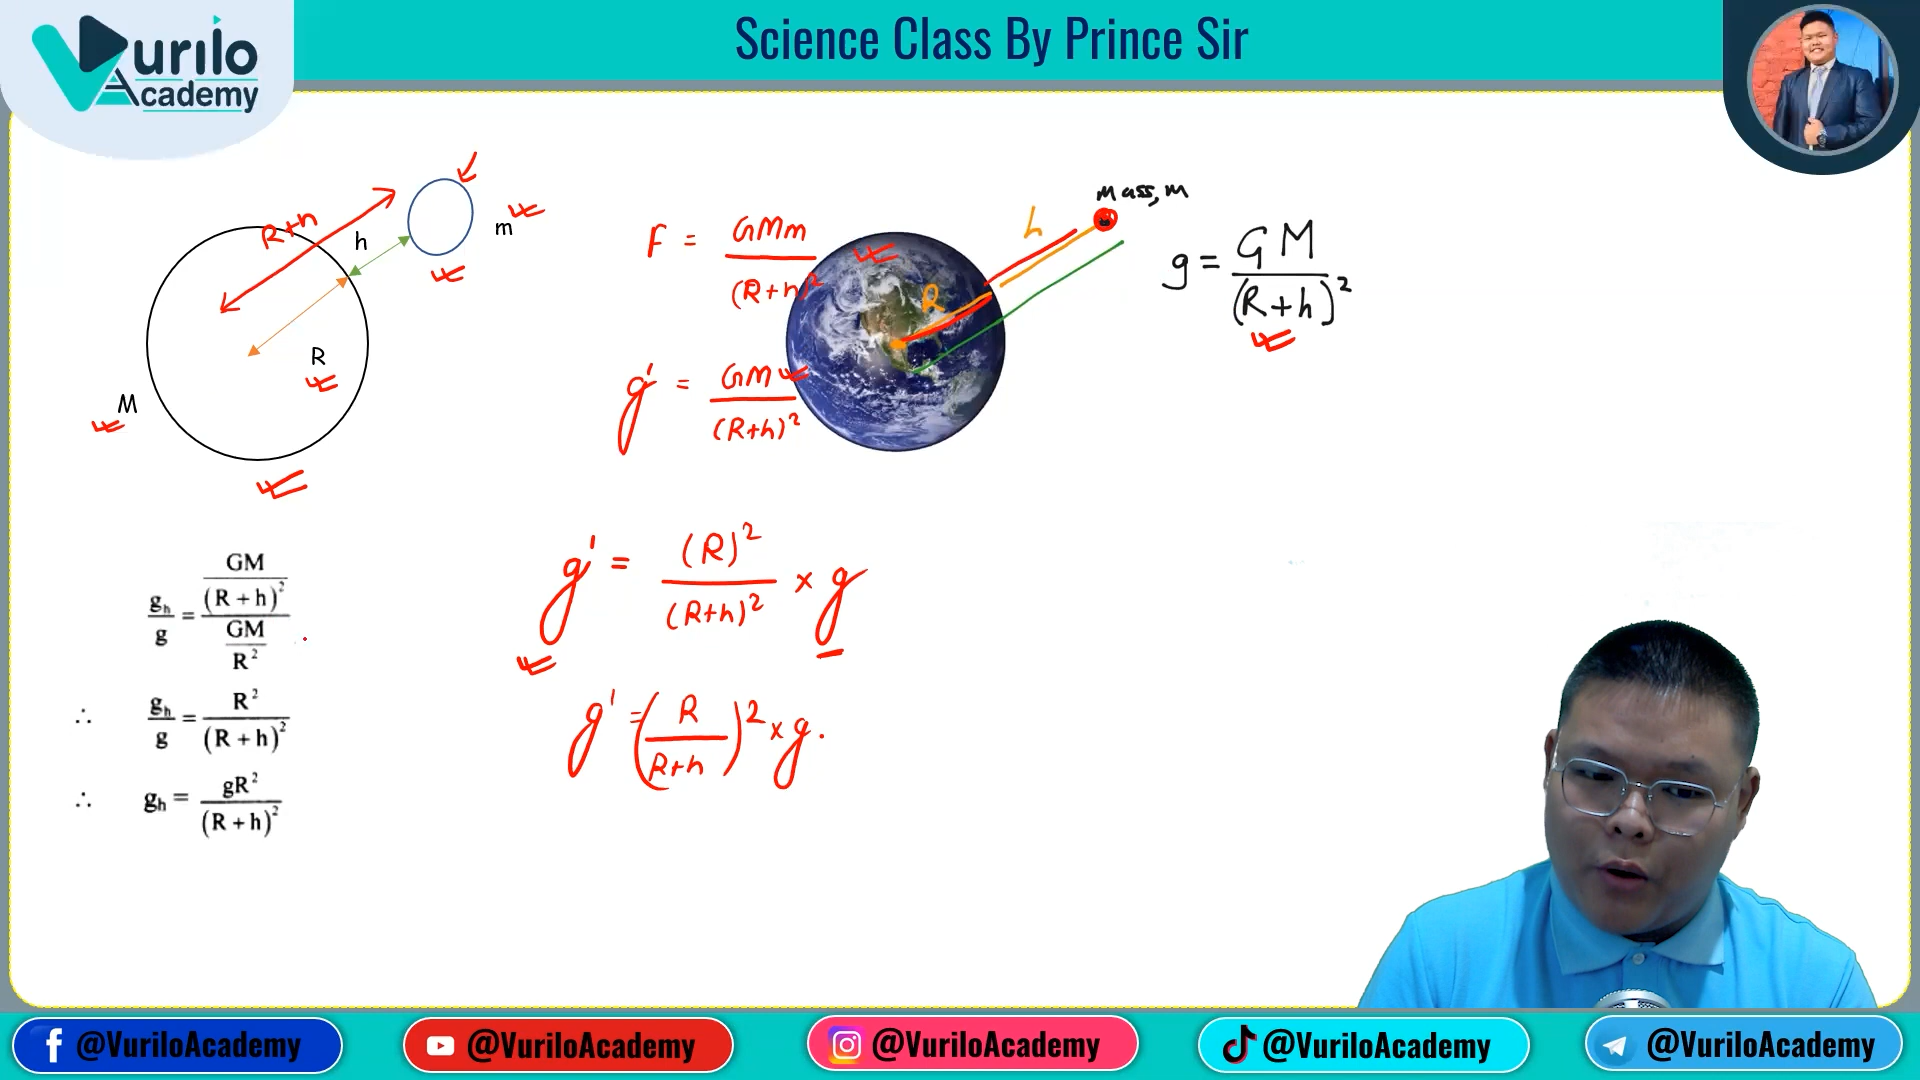 Vurilo
Academy
Science Class By Prince Sir
R+h
h
m
R
M
F = GMm / (R+h)²
g' = GM / (R+h)²
R
h
Mass, m
g = GM / (R+h)²
g' = (R)² / (R+h)² × g
g' = (R / R+h)² × g.
gₕ / g = (GM / (R + h)²) / (GM / R²)
∴ gₕ / g = R² / (R + h)²
∴ gₕ = gR² / (R + h)²
@VuriloAcademy
@VuriloAcademy
@VuriloAcademy
@VuriloAcademy
@VuriloAcademy